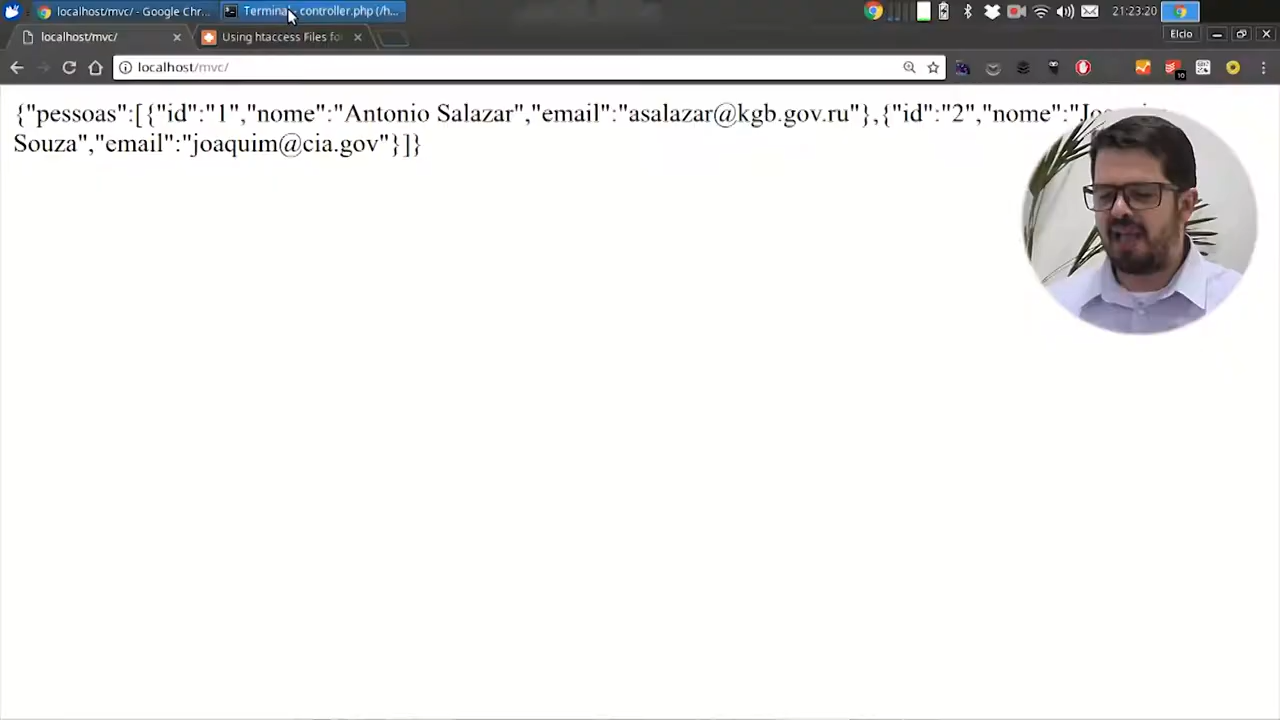 localhost/mvc/ - Google Chr...
Terminal - controller.php (/h...
21:23:20
localhost/mvc/
Using htaccess Files fo
Elcio
localhost/mvc/
10
{"pessoas":[{"id":"1","nome":"Antonio Salazar","email":"asalazar@kgb.gov.ru"},{"id":"2","nome":"
Souza","email":"joaquim@cia.gov"}]}